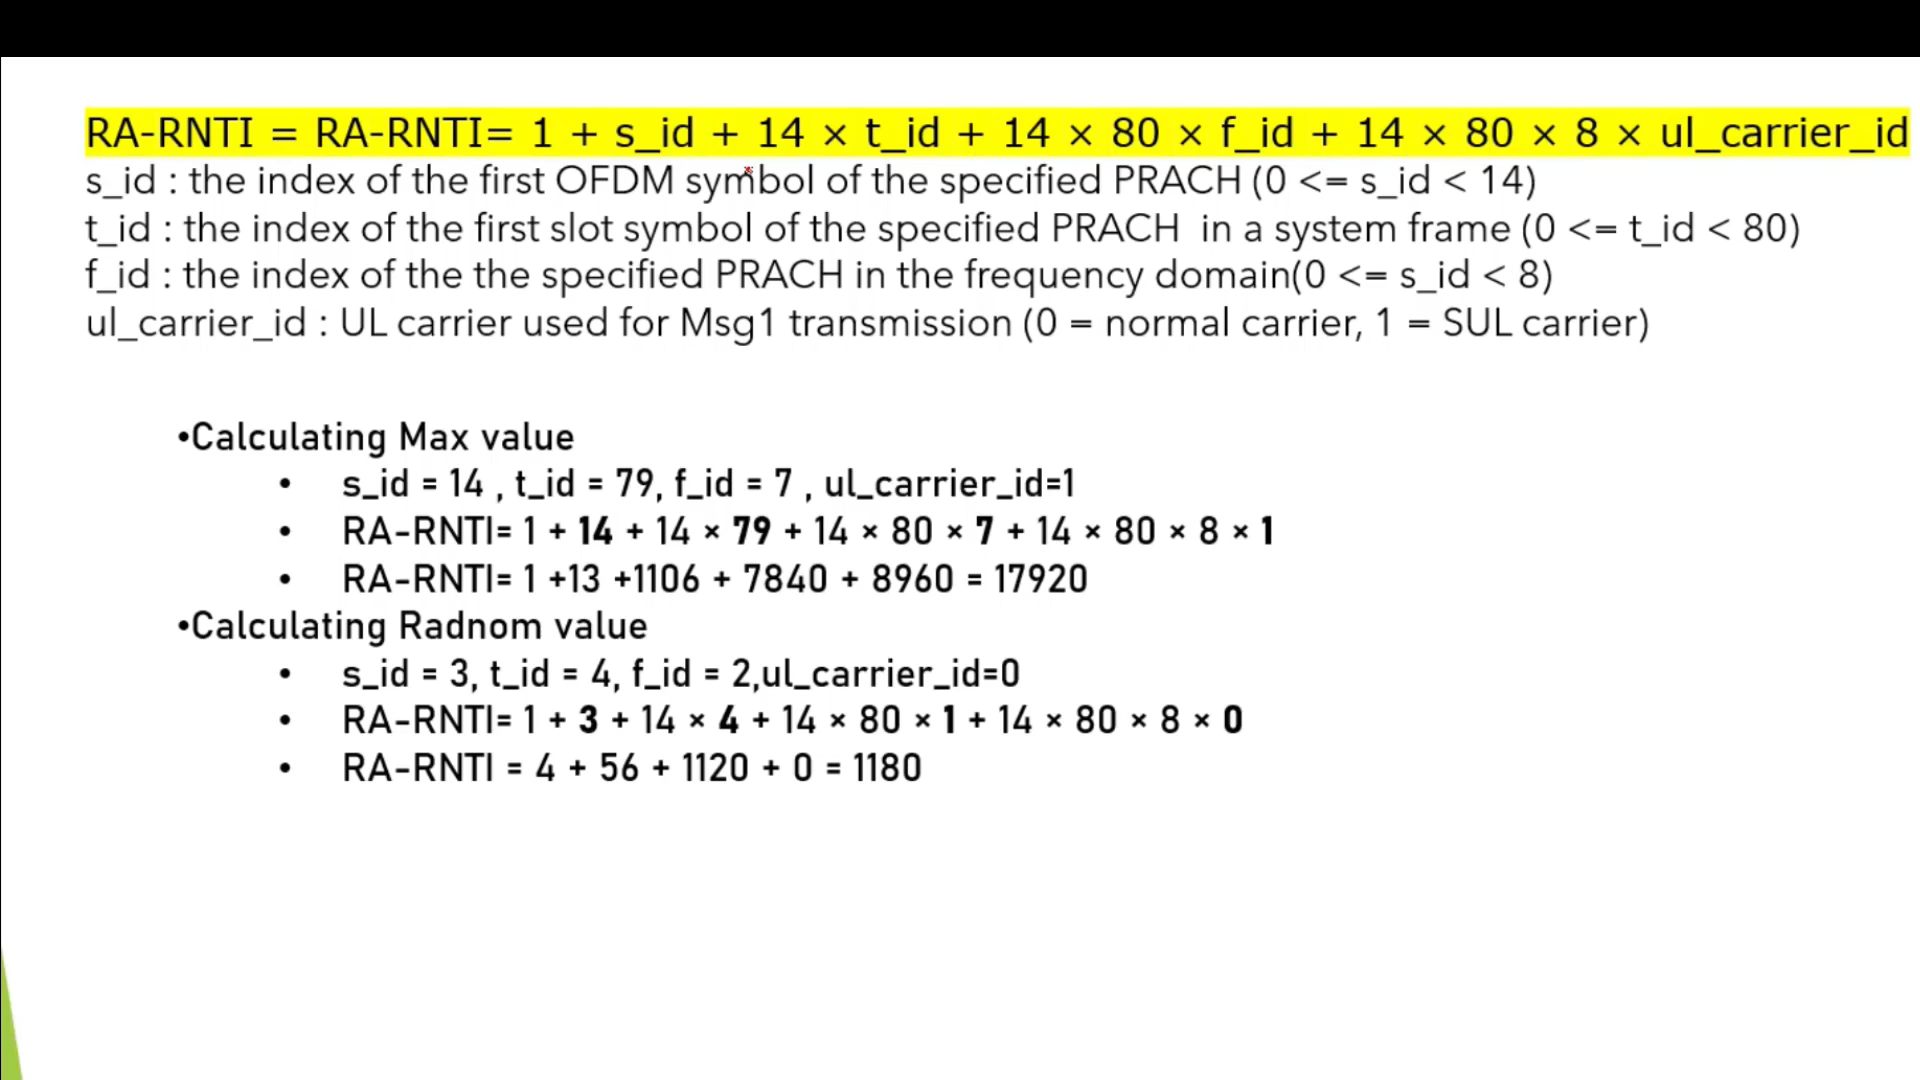 RA-RNTI = RA-RNTI= 1 + s_id + 14 × t_id + 14 × 80 × f_id + 14 × 80 × 8 × ul_carrier_id
s_id : the index of the first OFDM symbol of the specified PRACH (0 <= s_id < 14)
t_id : the index of the first slot symbol of the specified PRACH  in a system frame (0 <= t_id < 80)
f_id : the index of the the specified PRACH in the frequency domain(0 <= s_id < 8)
ul_carrier_id : UL carrier used for Msg1 transmission (0 = normal carrier, 1 = SUL carrier)
•Calculating Max value
• s_id = 14 , t_id = 79, f_id = 7 , ul_carrier_id=1
• RA-RNTI= 1 + 14 + 14 × 79 + 14 × 80 × 7 + 14 × 80 × 8 × 1
• RA-RNTI= 1 +13 +1106 + 7840 + 8960 = 17920
•Calculating Radnom value
• s_id = 3, t_id = 4, f_id = 2,ul_carrier_id=0
• RA-RNTI= 1 + 3 + 14 × 4 + 14 × 80 × 1 + 14 × 80 × 8 × 0
• RA-RNTI = 4 + 56 + 1120 + 0 = 1180